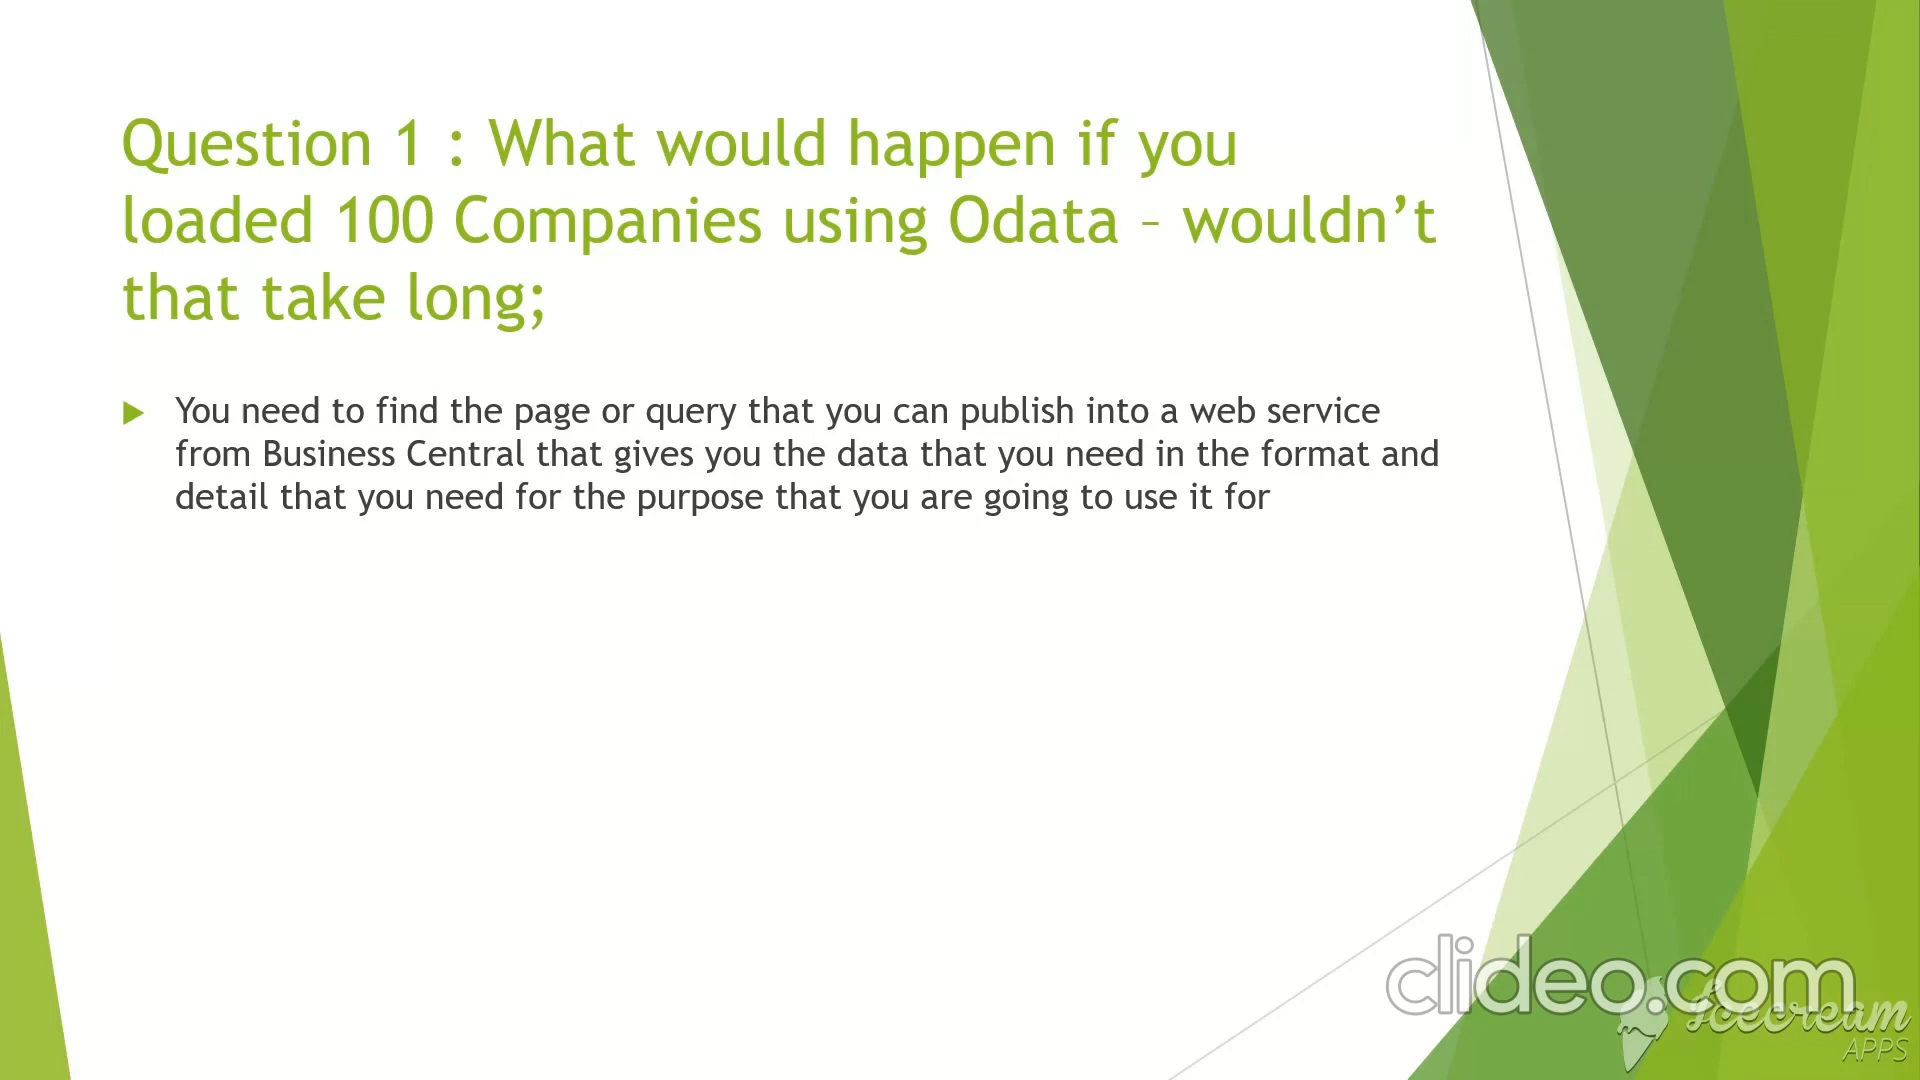 Question 1 : What would happen if you
loaded 100 Companies using Odata – wouldn’t
that take long;
You need to find the page or query that you can publish into a web service
from Business Central that gives you the data that you need in the format and
detail that you need for the purpose that you are going to use it for
clideo.com
Icecream
APPS